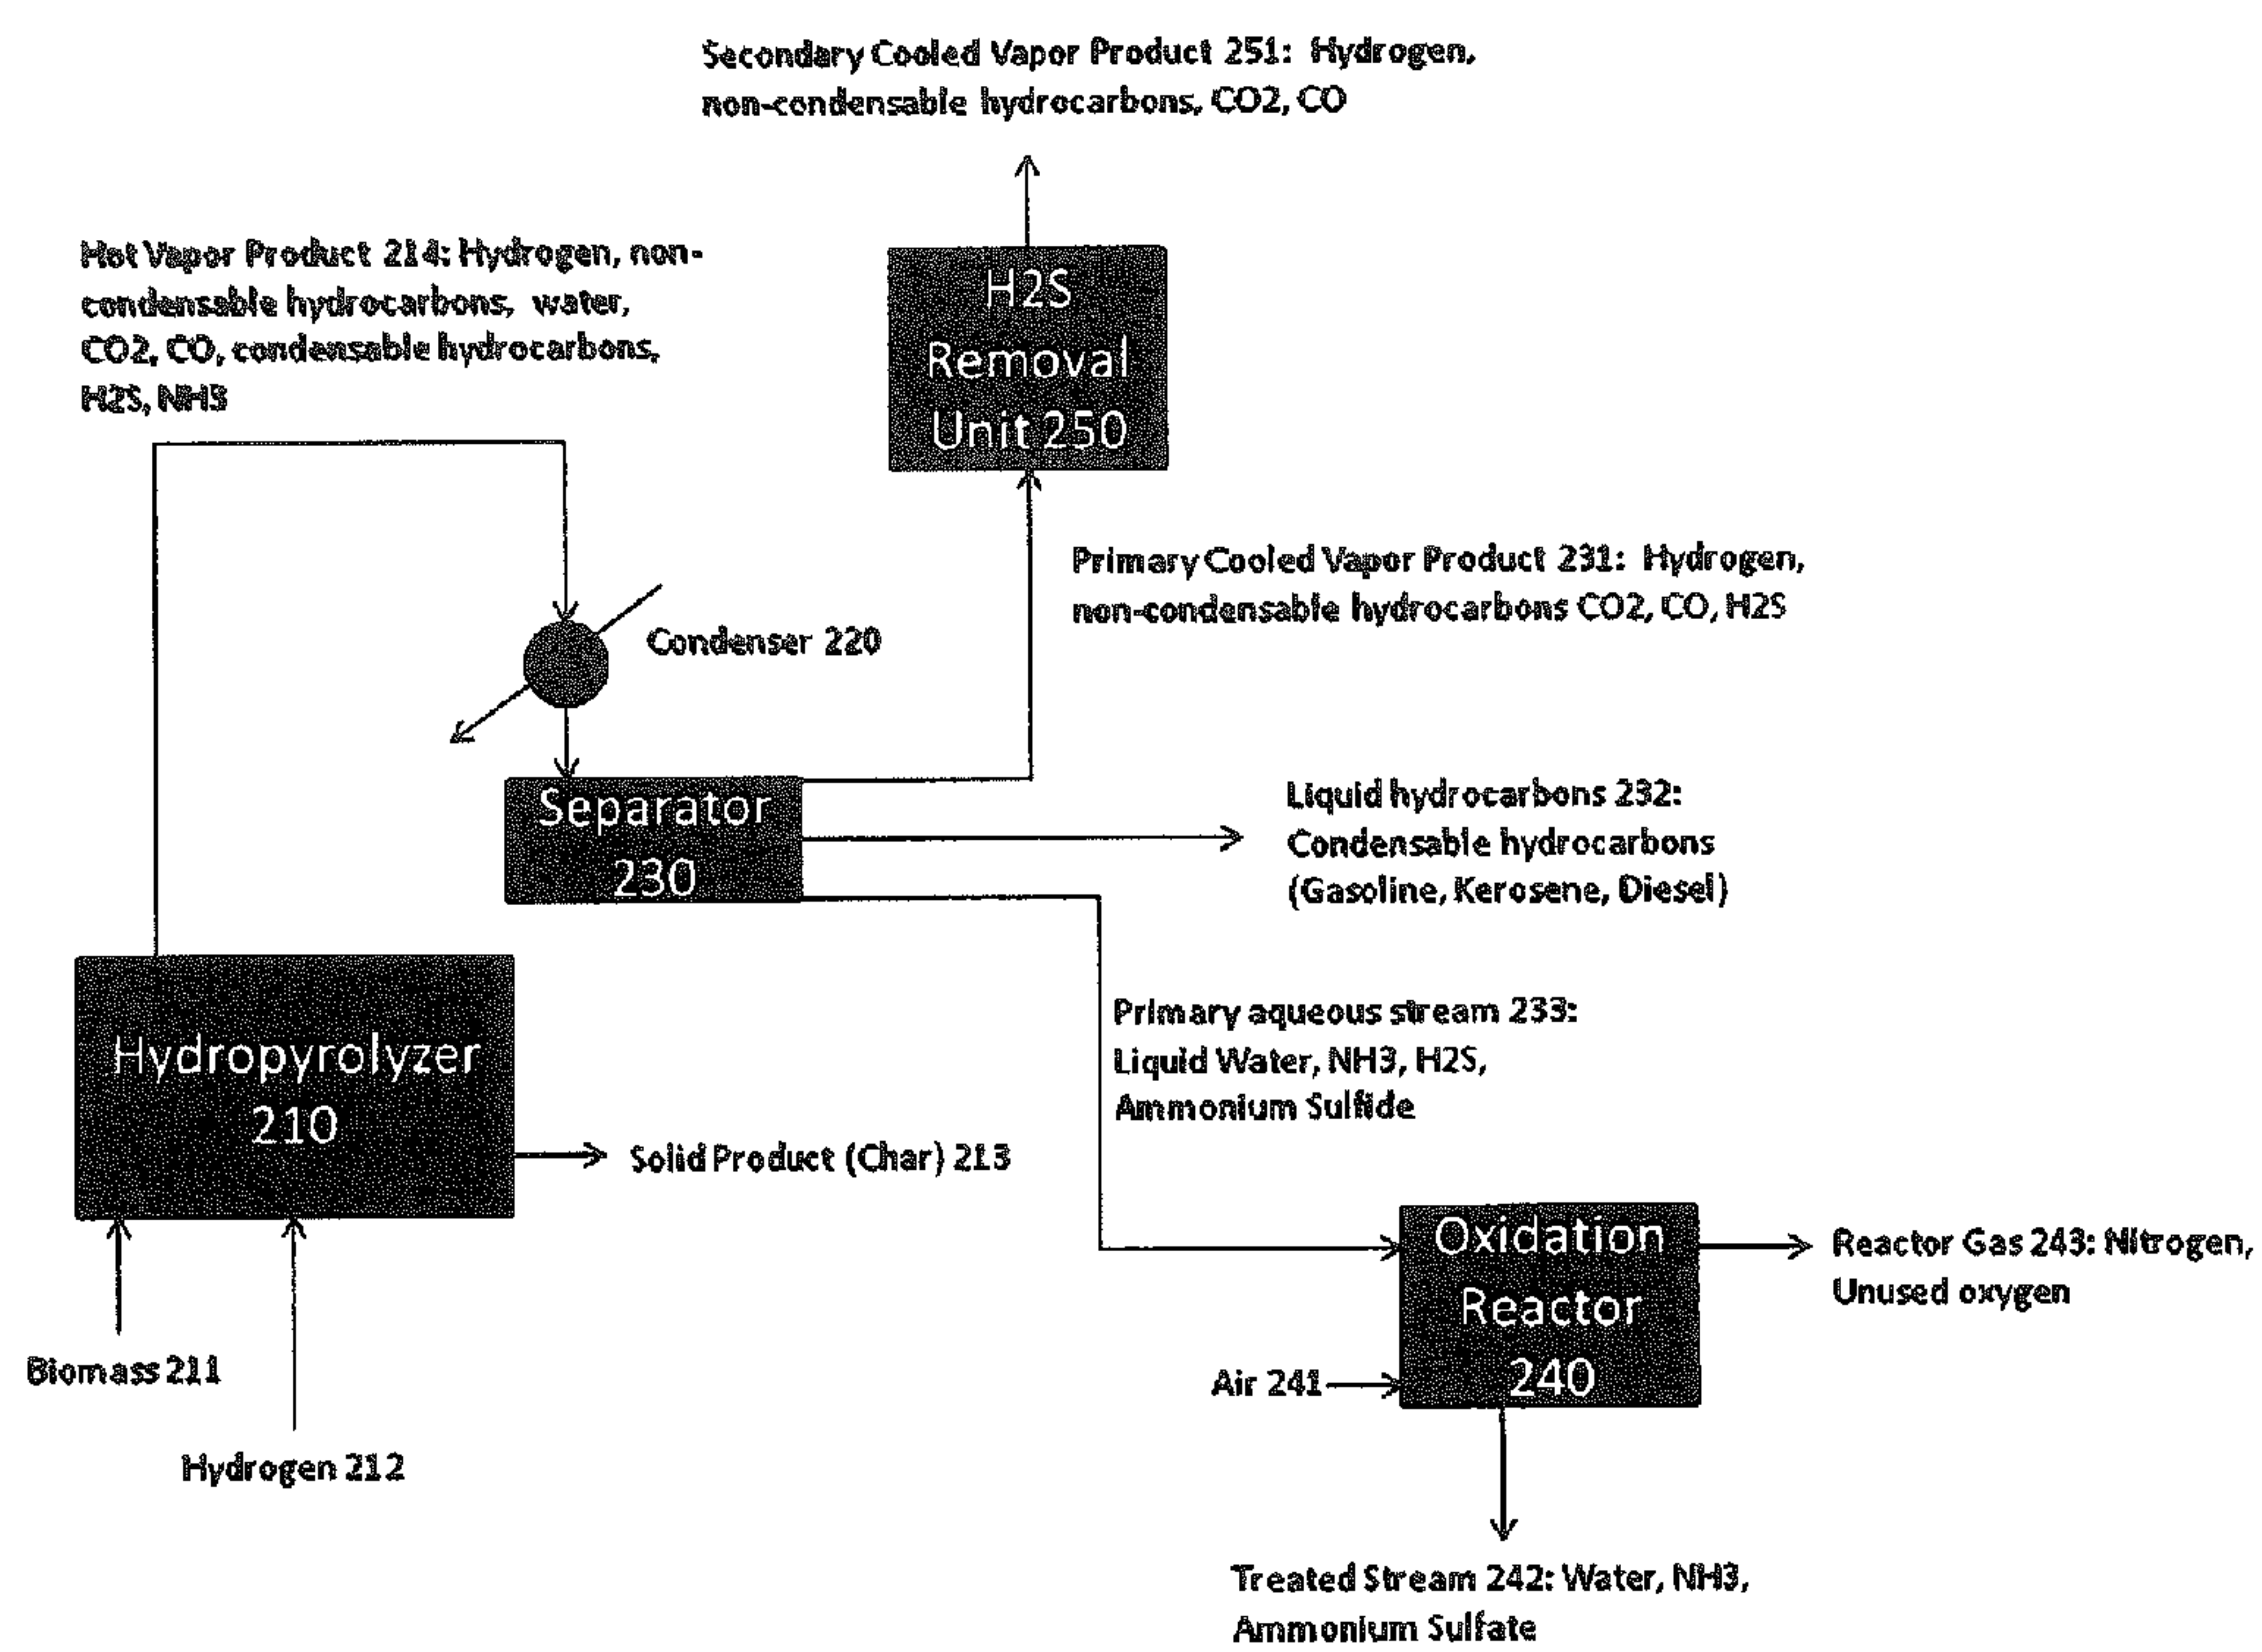 Secondary Cooled Vapor Product 251: Hydrogen,
non-condensable hydrocarbons, CO2, CO
Hot Vapor Product 214: Hydrogen, non-
condensable hydrocarbons, water,
CO2, CO, condensable hydrocarbons,
H2S, NH3
H2S
Removal
Unit 250
Primary Cooled Vapor Product 231: Hydrogen,
non-condensable hydrocarbons CO2, CO, H2S
Condenser 220
Separator
230
Liquid hydrocarbons 232:
Condensable hydrocarbons
(Gasoline, Kerosene, Diesel)
Primary aqueous stream 233:
Liquid Water, NH3, H2S,
Ammonium Sulfide
Hydropyrolyzer
210
Solid Product (Char) 213
Biomass 211
Hydrogen 212
Oxidation
Reactor
240
Reactor Gas 243: Nitrogen,
Unused oxygen
Air 241
Treated Stream 242: Water, NH3,
Ammonium Sulfate